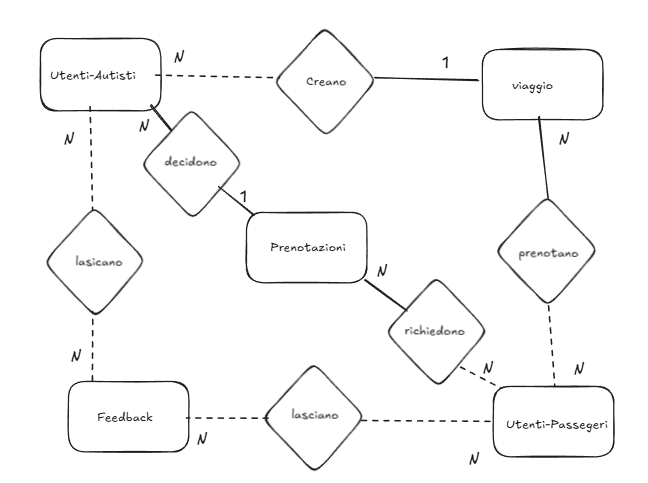 N
1
Utenti-Autisti
Creano
viaggio
N
N
N
decidono
1
Prenotazioni
prenotano
lasicano
N
richiedono
N
N
N
Feedback
lasciano
Utenti-Passegeri
N
N